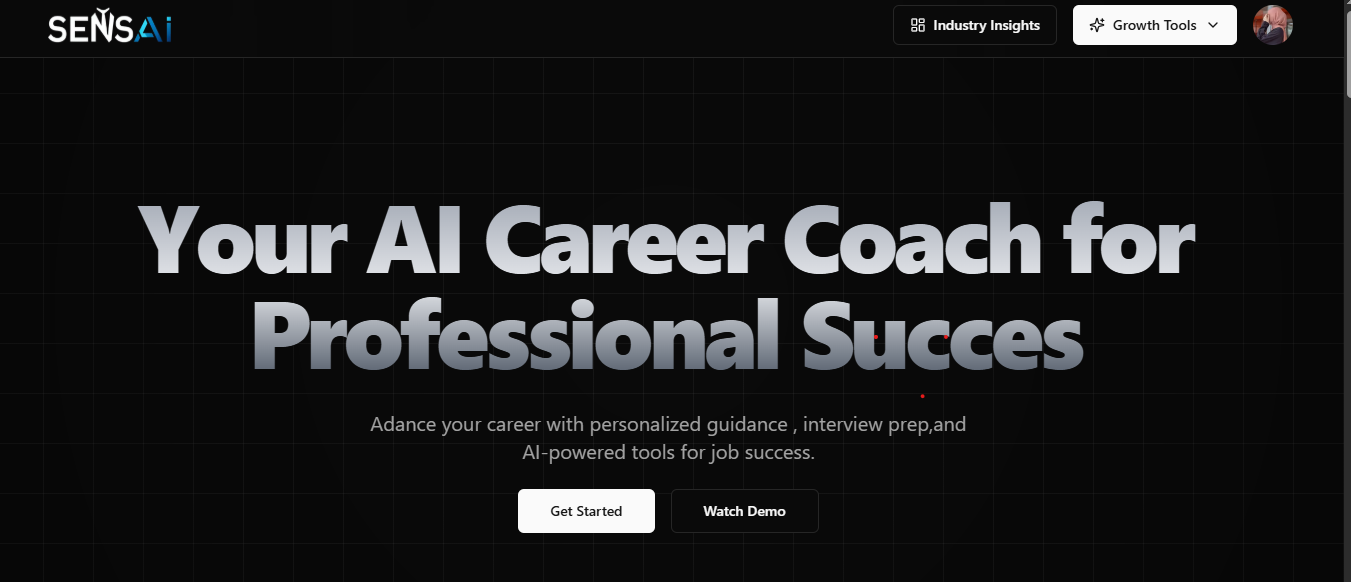 SENSAi
Industry Insights
Growth Tools
Your AI Career Coach for
Professional Succes
Adance your career with personalized guidance , interview prep,and
AI-powered tools for job success.
Get Started
Watch Demo